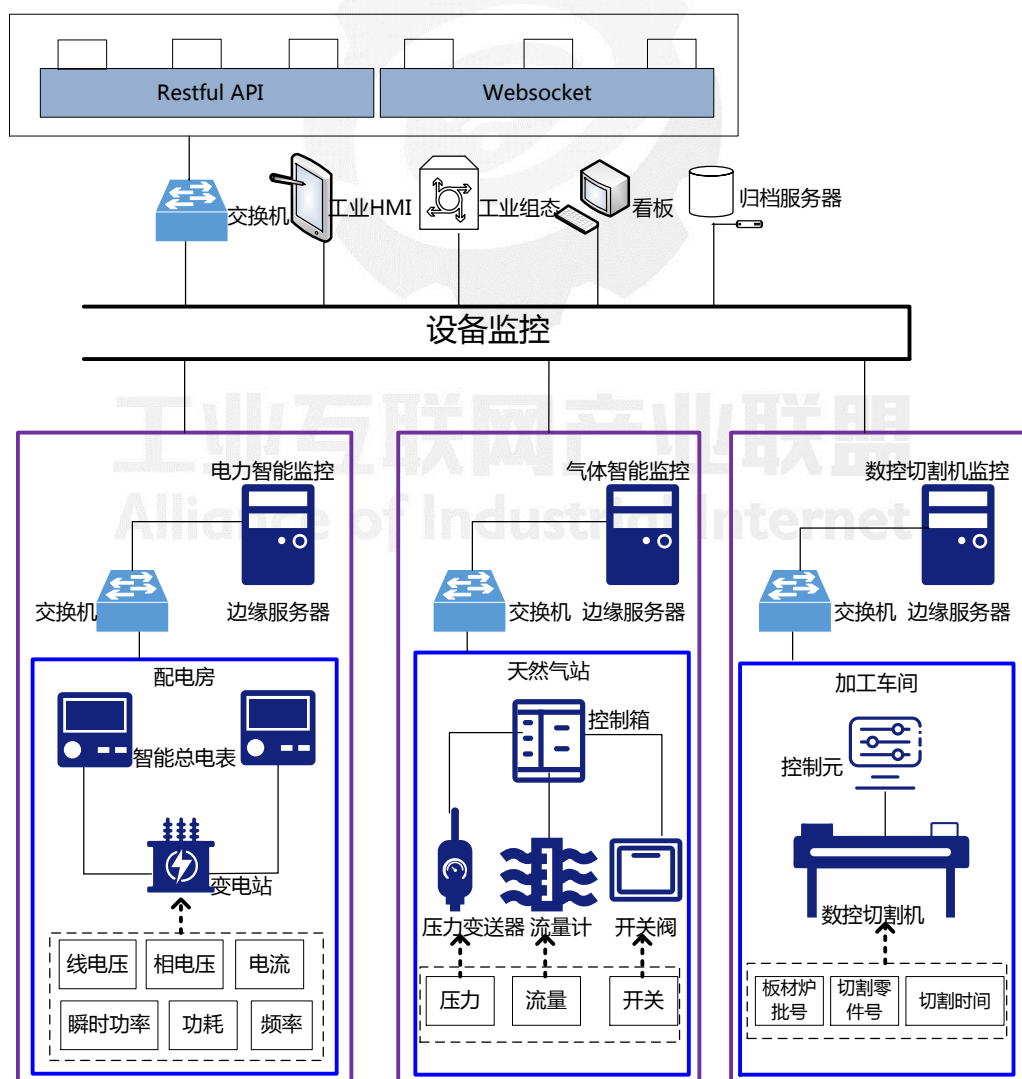 Restful API
Websocket
交换机
工业HMI
工业组态
看板
归档服务器
设备监控
工业互联网产业联盟
Alliance of Industrial Internet
电力智能监控
交换机
边缘服务器
配电房
智能总电表
变电站
线电压
相电压
电流
瞬时功率
功耗
频率
气体智能监控
交换机
边缘服务器
天然气站
控制箱
压力变送器
流量计
开关阀
压力
流量
开关
数控切割机监控
交换机
边缘服务器
加工车间
控制元
数控切割机
板材炉
批号
切割零
件号
切割时间